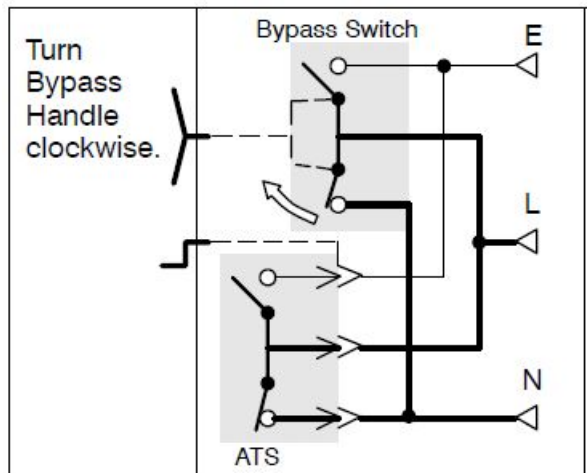 Turn
Bypass
Handle
clockwise.
Bypass Switch
E
L
N
ATS